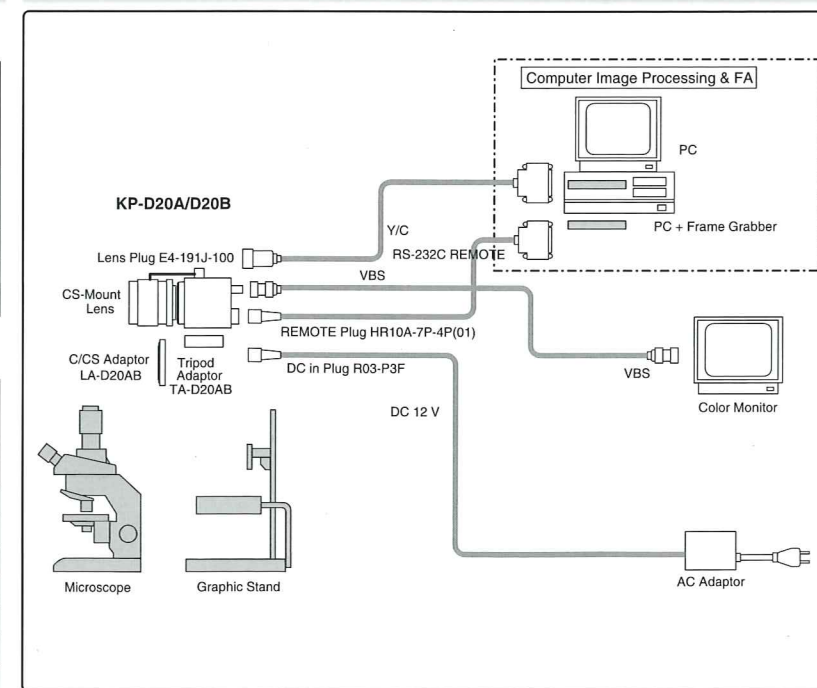 Computer Image Processing & FA
PC
PC + Frame Grabber
KP-D20A/D20B
Y/C
Lens Plug E4-191J-100
RS-232C REMOTE
VBS
CS-Mount
Lens
REMOTE Plug HR10A-7P-4P(01)
C/CS Adaptor
LA-D20AB
Tripod
Adaptor
TA-D20AB
DC in Plug R03-P3F
VBS
Color Monitor
DC 12 V
Microscope
Graphic Stand
AC Adaptor